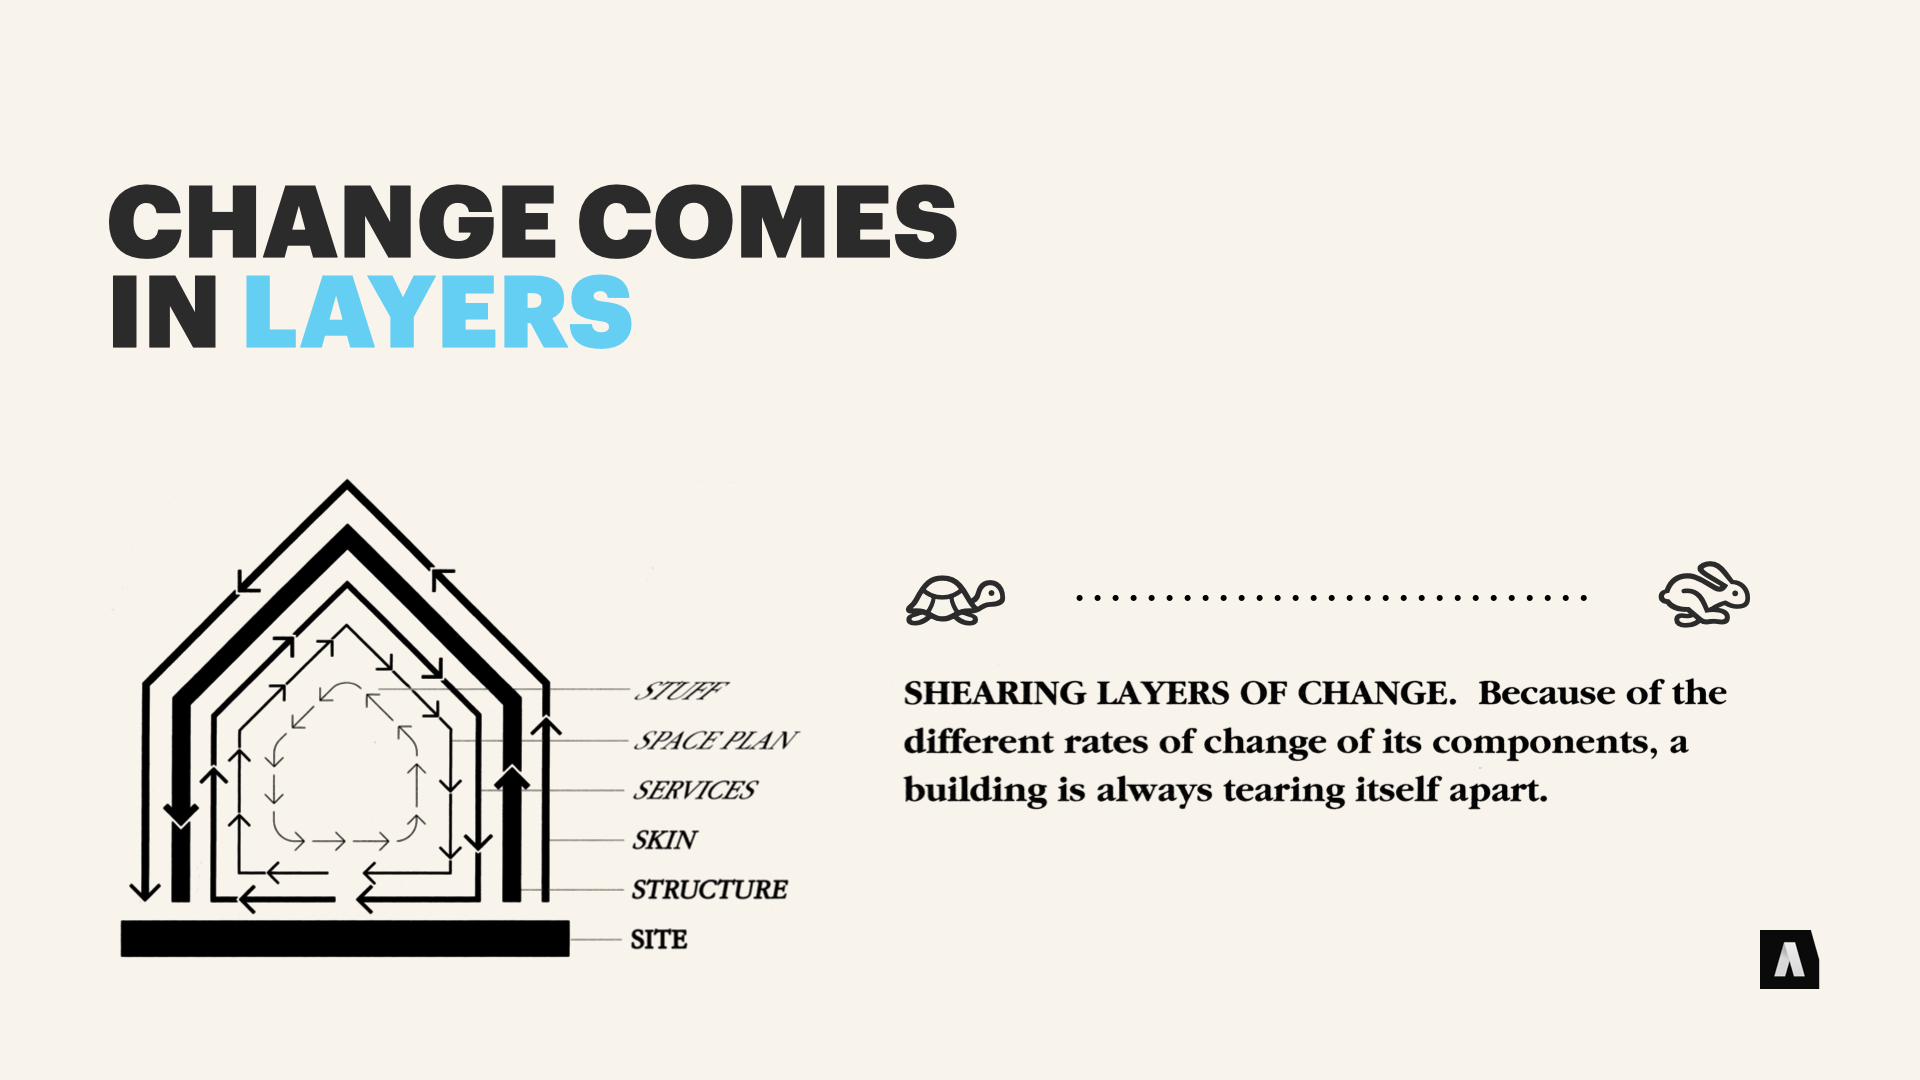 CHANGE COMES
IN LAYERS
STUFF
SPACE PLAN
SERVICES
SKIN
STRUCTURE
SITE
SHEARING LAYERS OF CHANGE. Because of the
different rates of change of its components, a
building is always tearing itself apart.